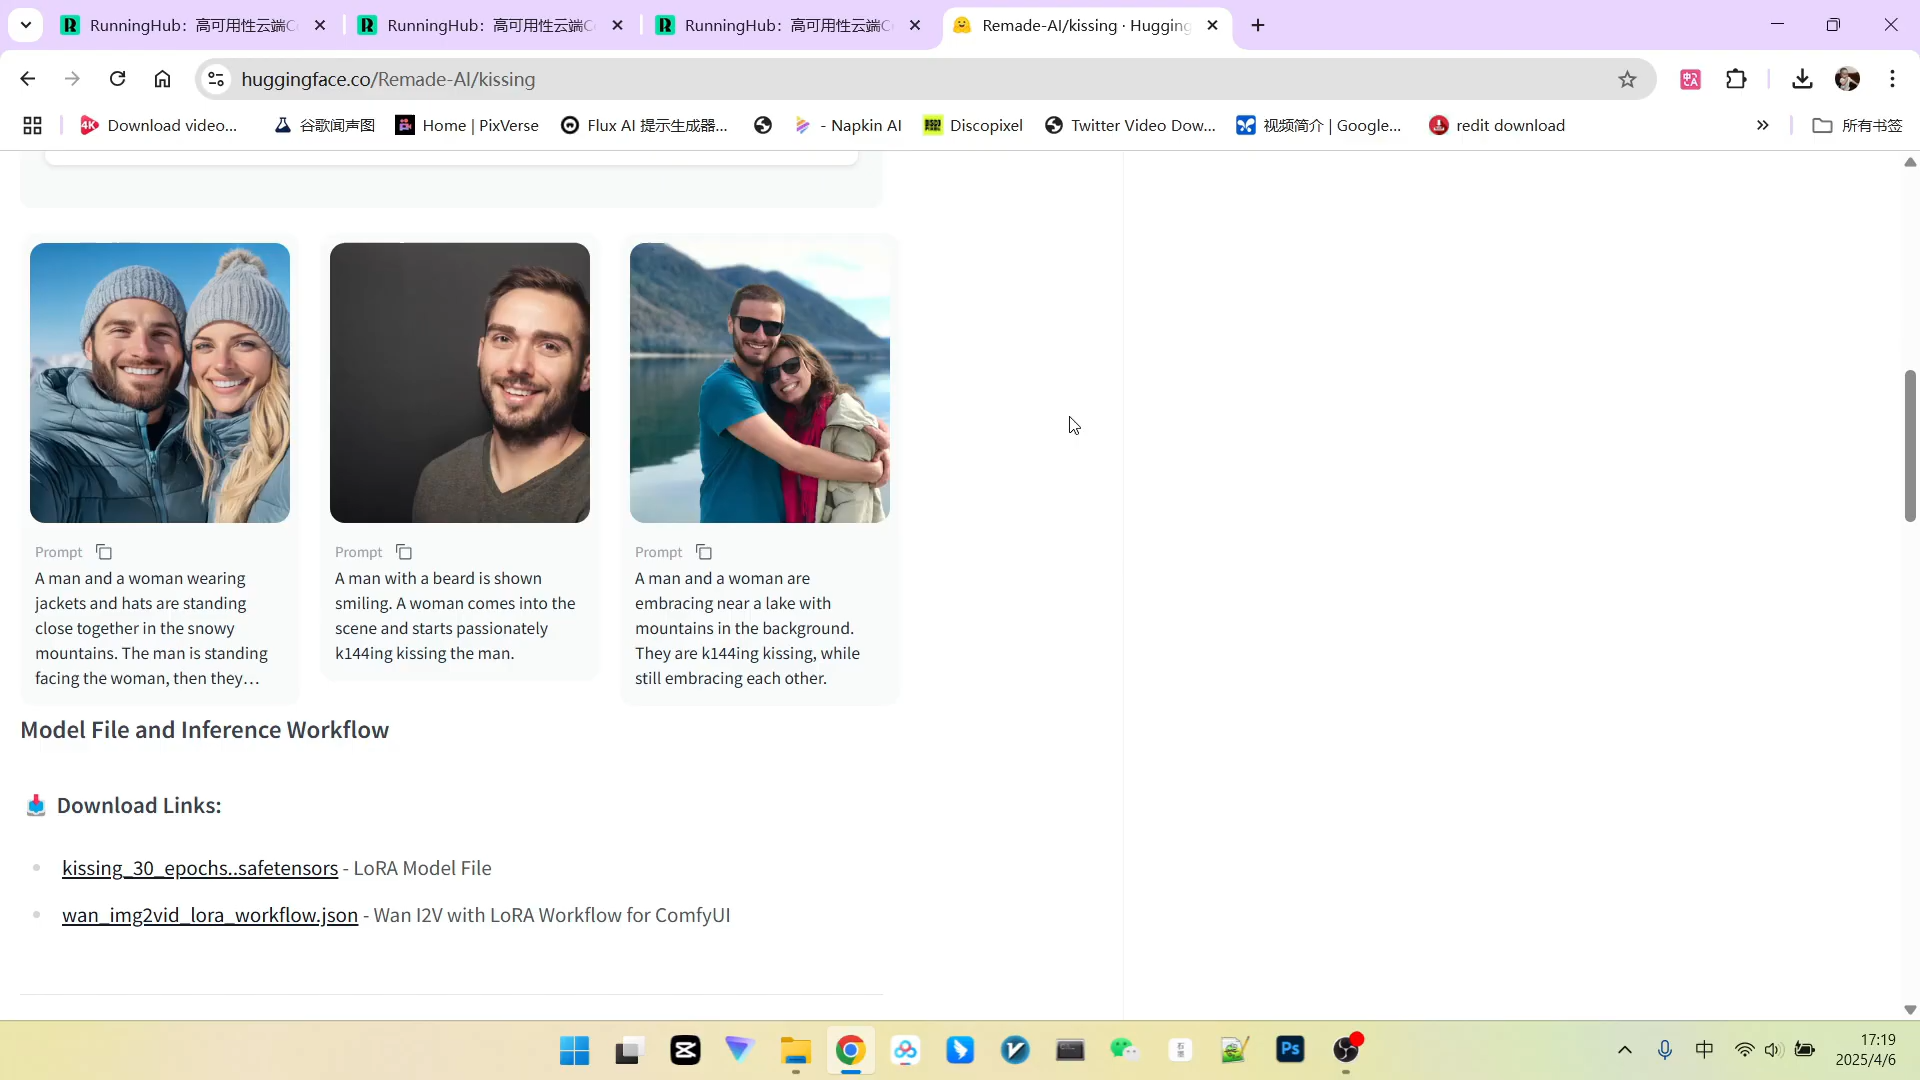 RunningHub：高可用性云端C
RunningHub：高可用性云端C
RunningHub：高可用性云端C
Remade-AI/kissing · Hugging
huggingface.co/Remade-AI/kissing
Download video...
谷歌闻声图
Home | PixVerse
Flux AI 提示生成器...
- Napkin AI
Discopixel
Twitter Video Dow...
视频简介 | Google...
redit download
所有书签
Prompt
A man and a woman wearing
jackets and hats are standing
close together in the snowy
mountains. The man is standing
facing the woman, then they…
Prompt
A man with a beard is shown
smiling. A woman comes into the
scene and starts passionately
k144ing kissing the man.
Prompt
A man and a woman are
embracing near a lake with
mountains in the background.
They are k144ing kissing, while
still embracing each other.
Model File and Inference Workflow
Download Links:
kissing_30_epochs..safetensors - LoRA Model File
wan_img2vid_lora_workflow.json - Wan I2V with LoRA Workflow for ComfyUI
中
17:19
2025/4/6